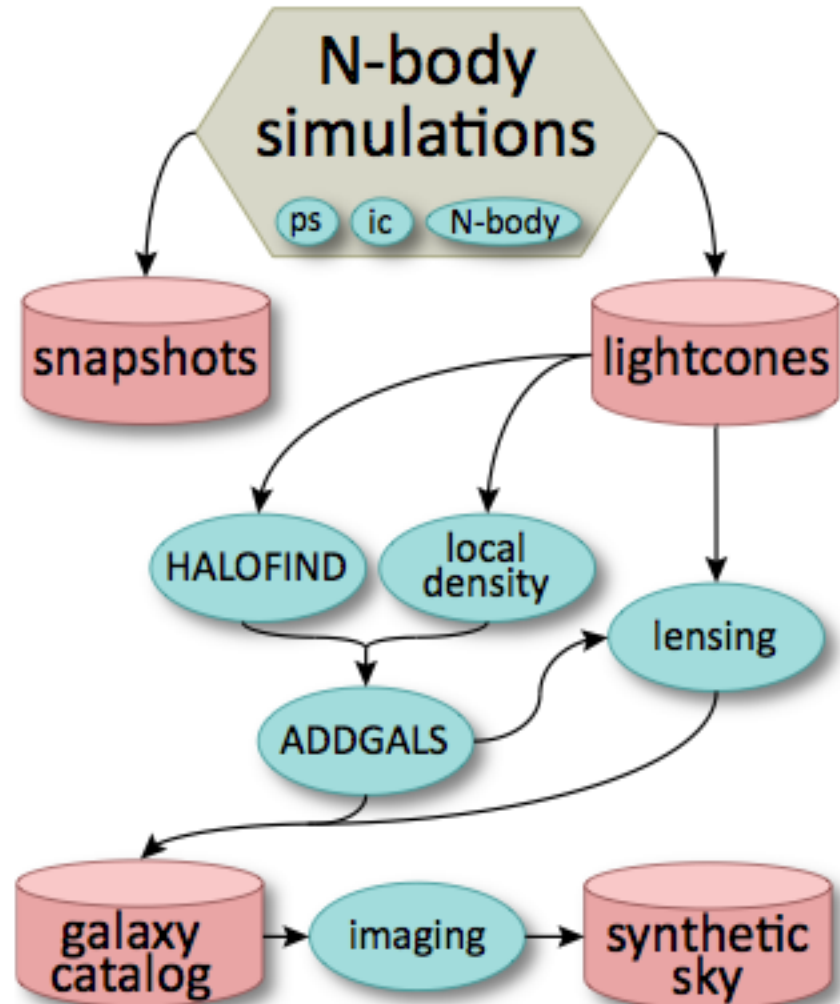 N-body
simulations
ps ic N-body
snapshots
lightcones
HALOFIND
local
density
lensing
ADDGALS
galaxy
catalog
imaging
synthetic
sky